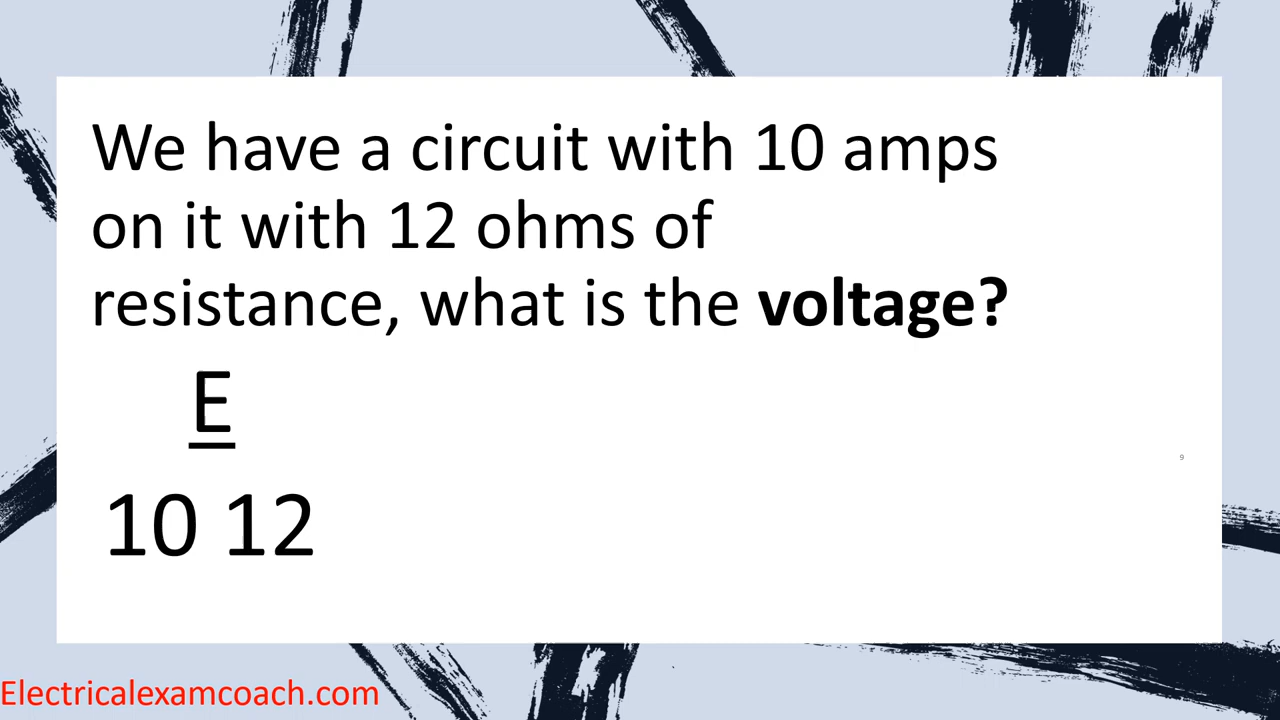 We have a circuit with 10 amps
on it with 12 ohms of
resistance, what is the voltage?
E
9
10 12
Electricalexamcoach.com